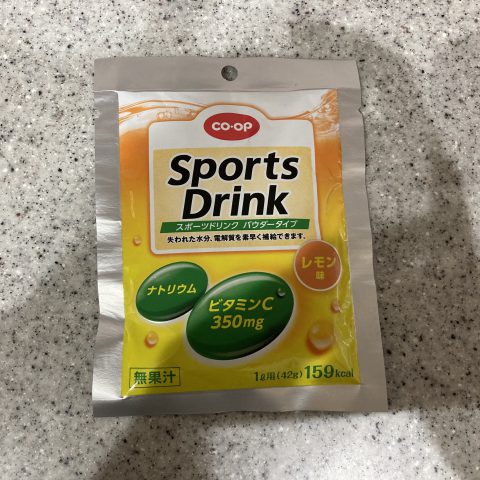 CO·OP
Sports
Drink
スポーツドリンク パウダータイプ
失われた水分、電解質を素早く補給できます。
レモン
味
ナトリウム
ビタミンC
350mg
無果汁
1ℓ用(42g)159kcal